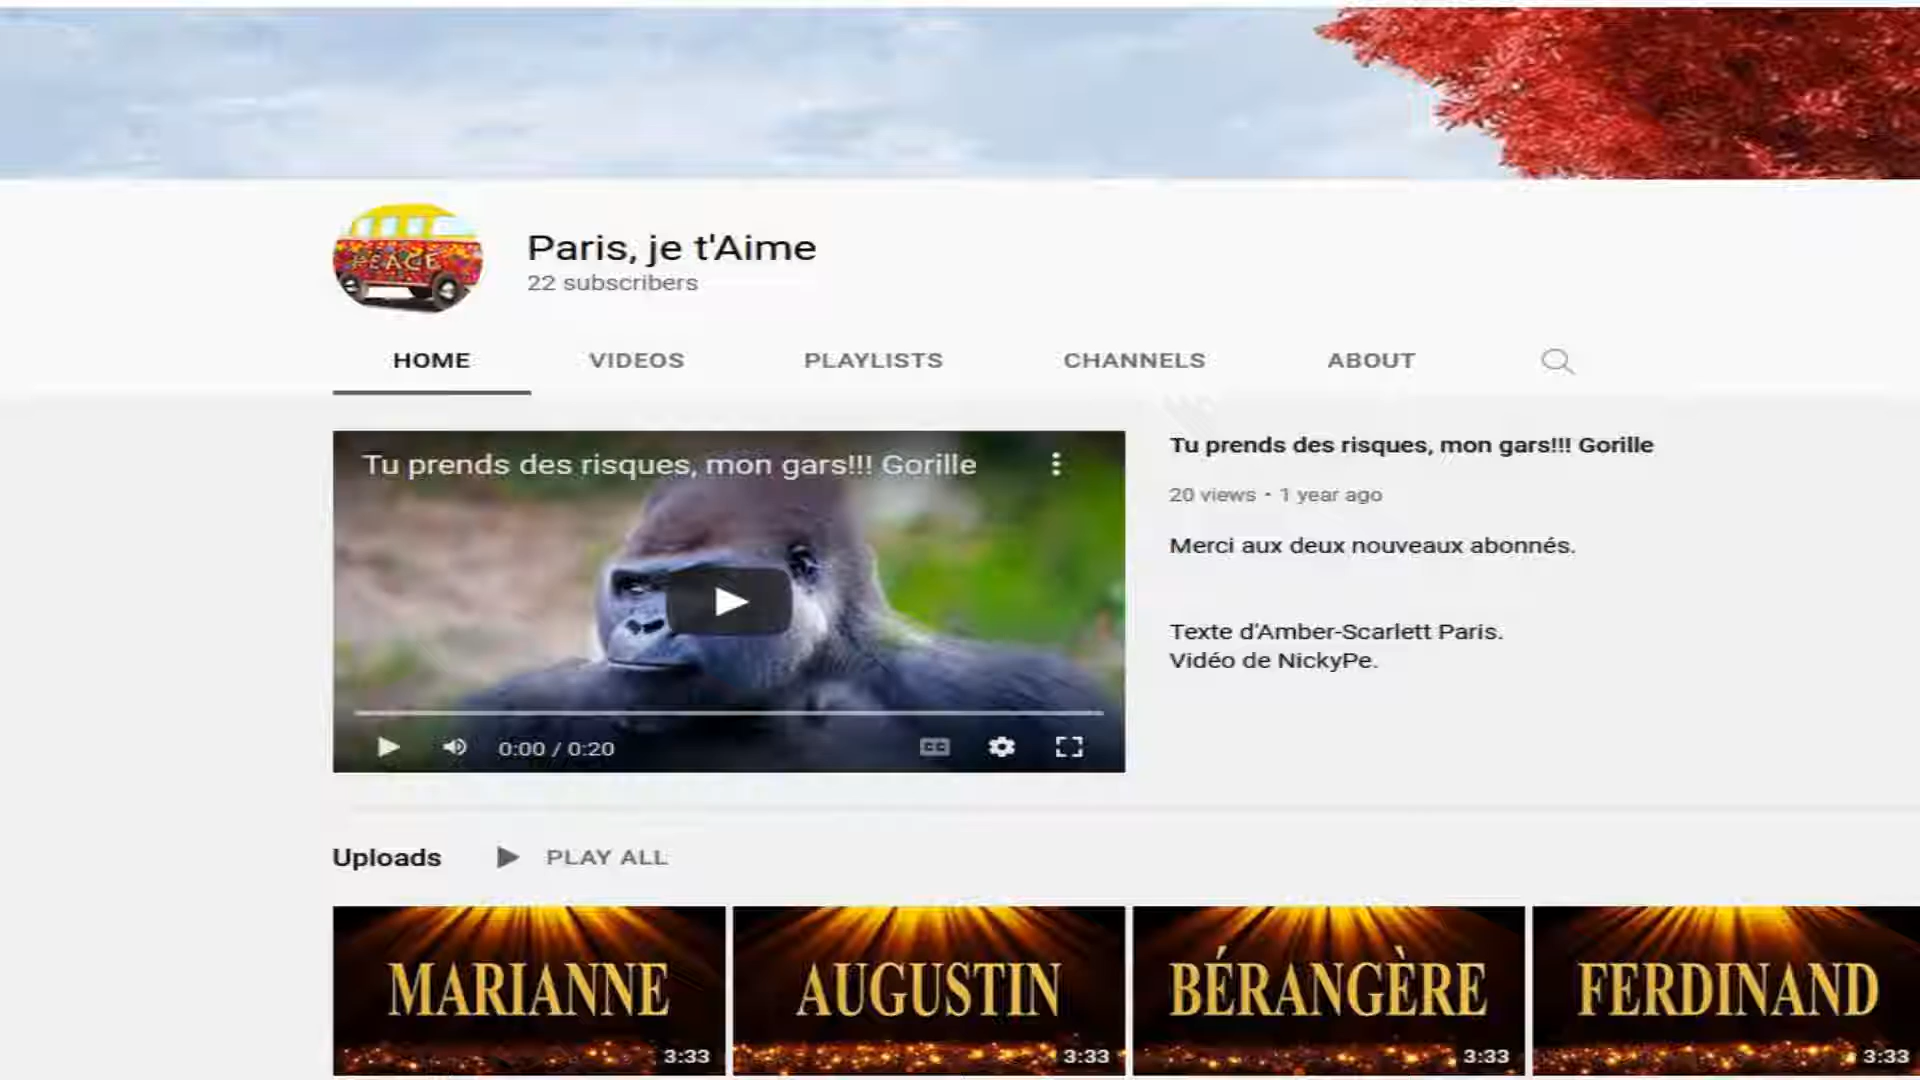 PEACE
Paris, je t'Aime
22 subscribers
HOME VIDEOS PLAYLISTS CHANNELS ABOUT
Tu prends des risques, mon gars!!! Gorille
0:00 / 0:20
CC
Tu prends des risques, mon gars!!! Gorille
20 views • 1 year ago
Merci aux deux nouveaux abonnés.
Texte d'Amber-Scarlett Paris.
Vidéo de NickyPe.
Uploads PLAY ALL
MARIANNE
3:33
AUGUSTIN
3:33
BÉRANGÈRE
3:33
FERDINAND
3:33